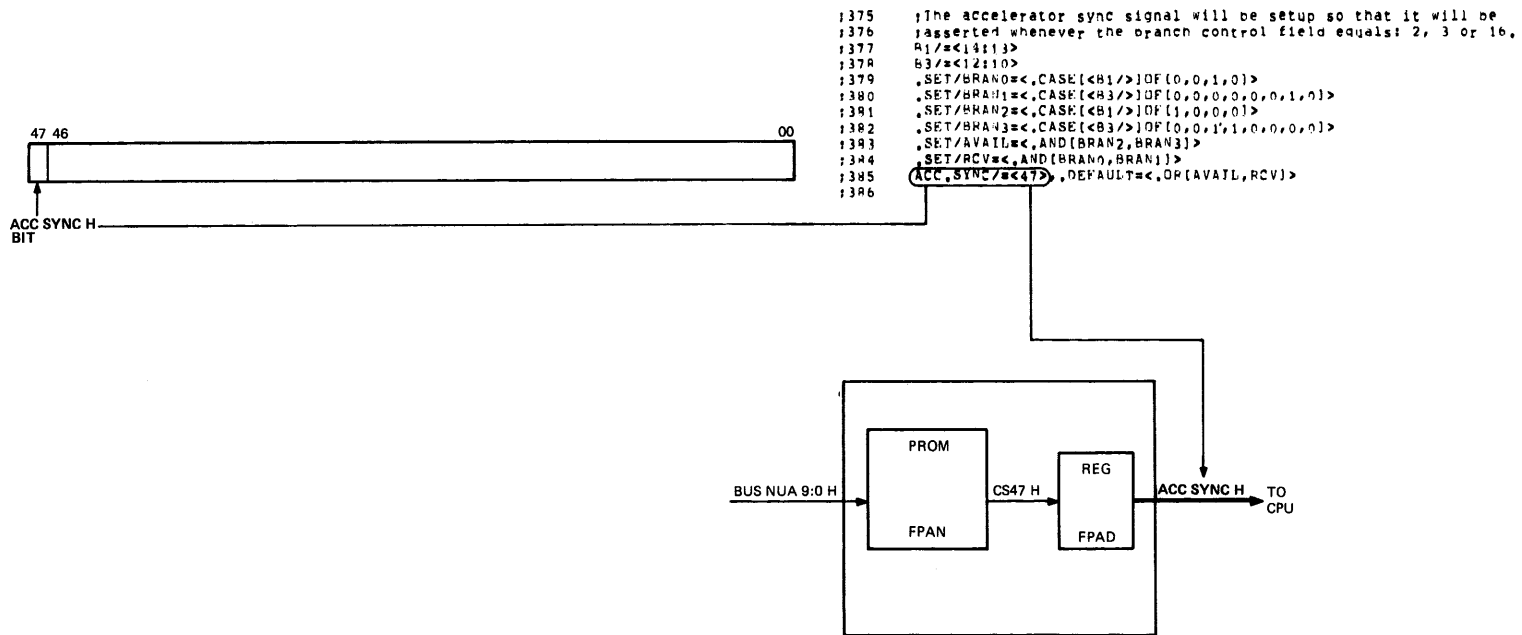 ;375 ;The accelerator sync signal will be setup so that it will be
;376 ;asserted whenever the branch control field equals: 2, 3 or 16.
;377 B1/=<14:13>
;378 B3/=<12:10>
;379 .SET/BRAN0=<.CASE[<B1/>]OF[0,0,1,0]>
;380 .SET/BRAN1=<.CASE[<B3/>]OF[0,0,0,0,0,0,1,0]>
;381 .SET/BRAN2=<.CASE[<B1/>]OF[1,0,0,0]>
;382 .SET/BRAN3=<.CASE[<B3/>]OF[0,0,1,1,0,0,0,0]>
;383 .SET/AVAIL=<.AND[BRAN2,BRAN3]>
;384 .SET/RCV=<.AND[BRAN0,BRAN1]>
;385 ACC.SYNC/=<47>,.DEFAULT=<.OR[AVAIL,RCV]>
;386
47 46 00
ACC SYNC H
BIT
PROM
REG
BUS NUA 9:0 H CS47 H ACC SYNC H TO
CPU
FPAN
FPAD